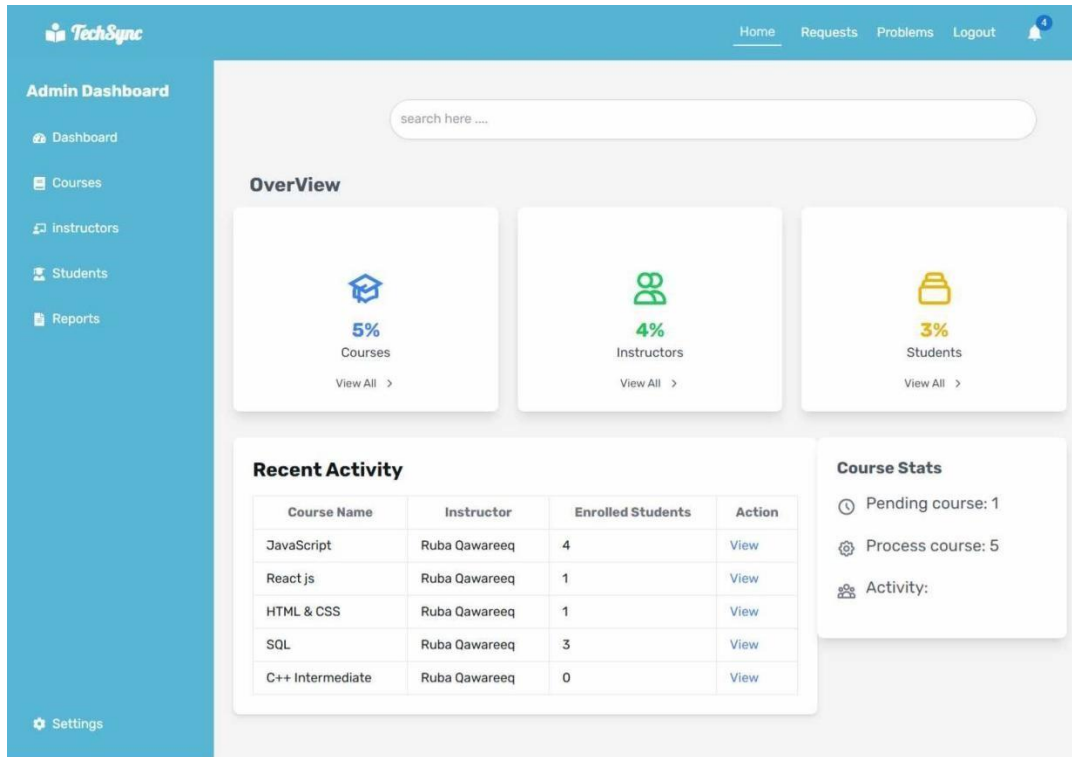 TechSync
Home Requests Problems Logout 4
Admin Dashboard
Dashboard
Courses
instructors
Students
Reports
Settings
search here ....
OverView
5%
Courses
View All >
4%
Instructors
View All >
3%
Students
View All >
Recent Activity
Course Name Instructor Enrolled Students Action
JavaScript Ruba Qawareeq 4 View
React js Ruba Qawareeq 1 View
HTML & CSS Ruba Qawareeq 1 View
SQL Ruba Qawareeq 3 View
C++ Intermediate Ruba Qawareeq 0 View
Course Stats
Pending course: 1
Process course: 5
Activity: